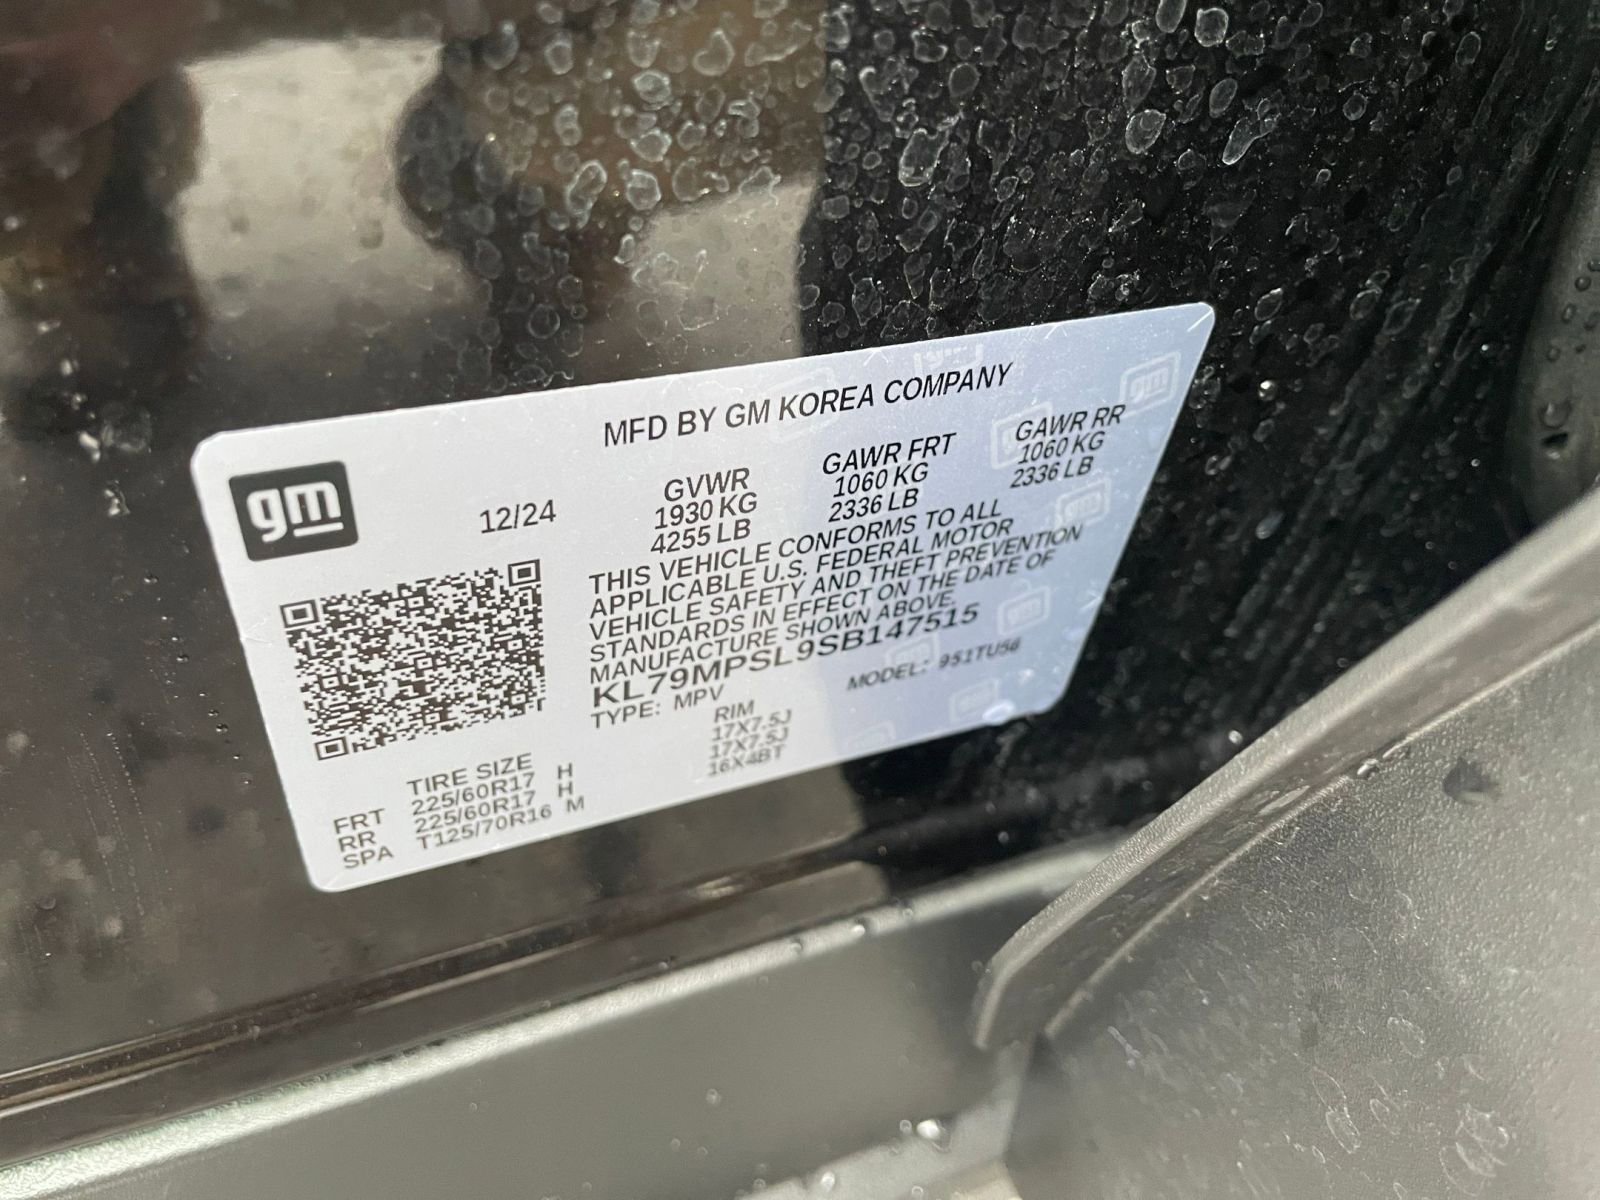 MFD BY GM KOREA COMPANY
gm
12/24
GVWR GAWR FRT GAWR RR
1930 KG 1060 KG 1060 KG
4255 LB 2336 LB 2336 LB
THIS VEHICLE CONFORMS TO ALL
APPLICABLE U.S. FEDERAL MOTOR
VEHICLE SAFETY AND THEFT PREVENTION
STANDARDS IN EFFECT ON THE DATE OF
MANUFACTURE SHOWN ABOVE.
KL79MPSL9SB147515
TYPE: MPV MODEL: 951TU56
TIRE SIZE RIM
FRT 225/60R17 H 17X7.5J
RR 225/60R17 H 17X7.5J
SPA T125/70R16 M 16X4BT